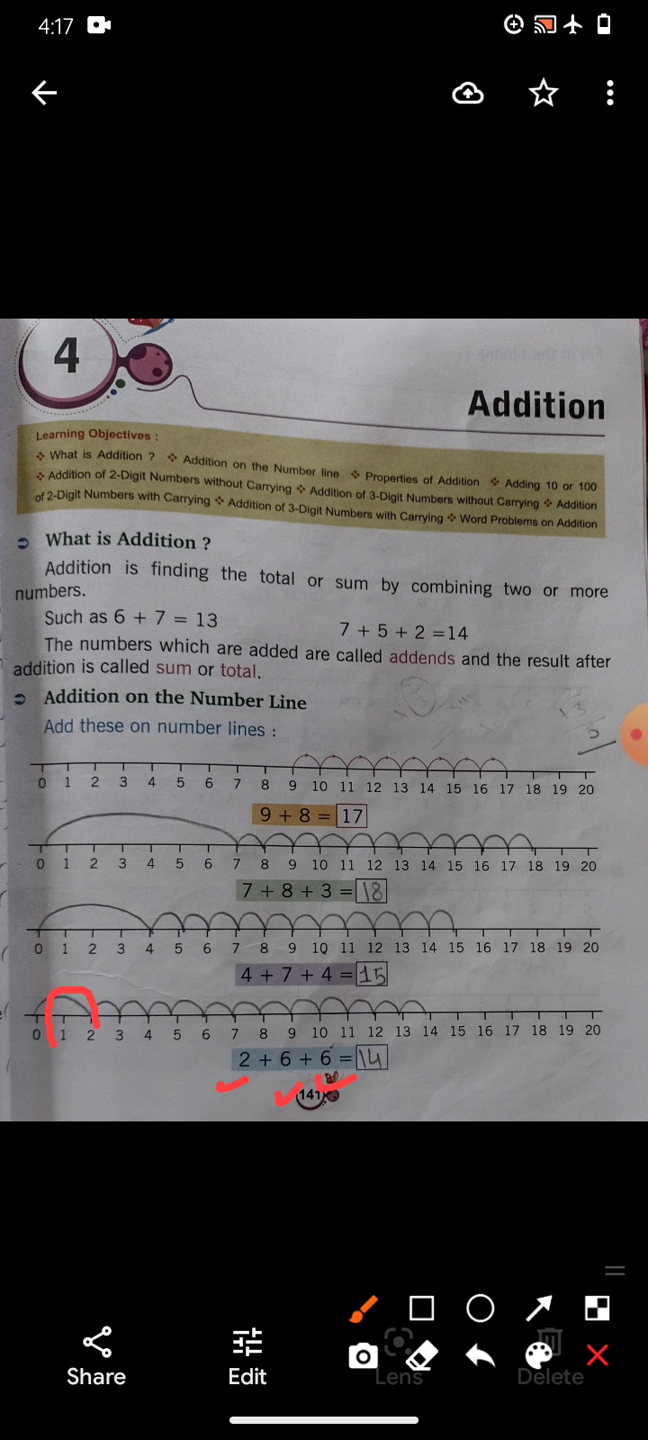 4:17
4
Addition
Learning Objectives :
❖ What is Addition ? ❖ Addition on the Number line ❖ Properties of Addition ❖ Adding 10 or 100
❖ Addition of 2-Digit Numbers without Carrying ❖ Addition of 3-Digit Numbers without Carrying ❖ Addition
of 2-Digit Numbers with Carrying ❖ Addition of 3-Digit Numbers with Carrying ❖ Word Problems on Addition
What is Addition ?
Addition is finding the total or sum by combining two or more
numbers.
Such as 6 + 7 = 13 7 + 5 + 2 =14
The numbers which are added are called addends and the result after
addition is called sum or total.
Addition on the Number Line
Add these on number lines :
0 1 2 3 4 5 6 7 8 9 10 11 12 13 14 15 16 17 18 19 20
9 + 8 = 17
0 1 2 3 4 5 6 7 8 9 10 11 12 13 14 15 16 17 18 19 20
7 + 8 + 3 = 18
0 1 2 3 4 5 6 7 8 9 10 11 12 13 14 15 16 17 18 19 20
4 + 7 + 4 = 15
0 1 2 3 4 5 6 7 8 9 10 11 12 13 14 15 16 17 18 19 20
2 + 6 + 6 = 14
141
Share Edit Lens Delete